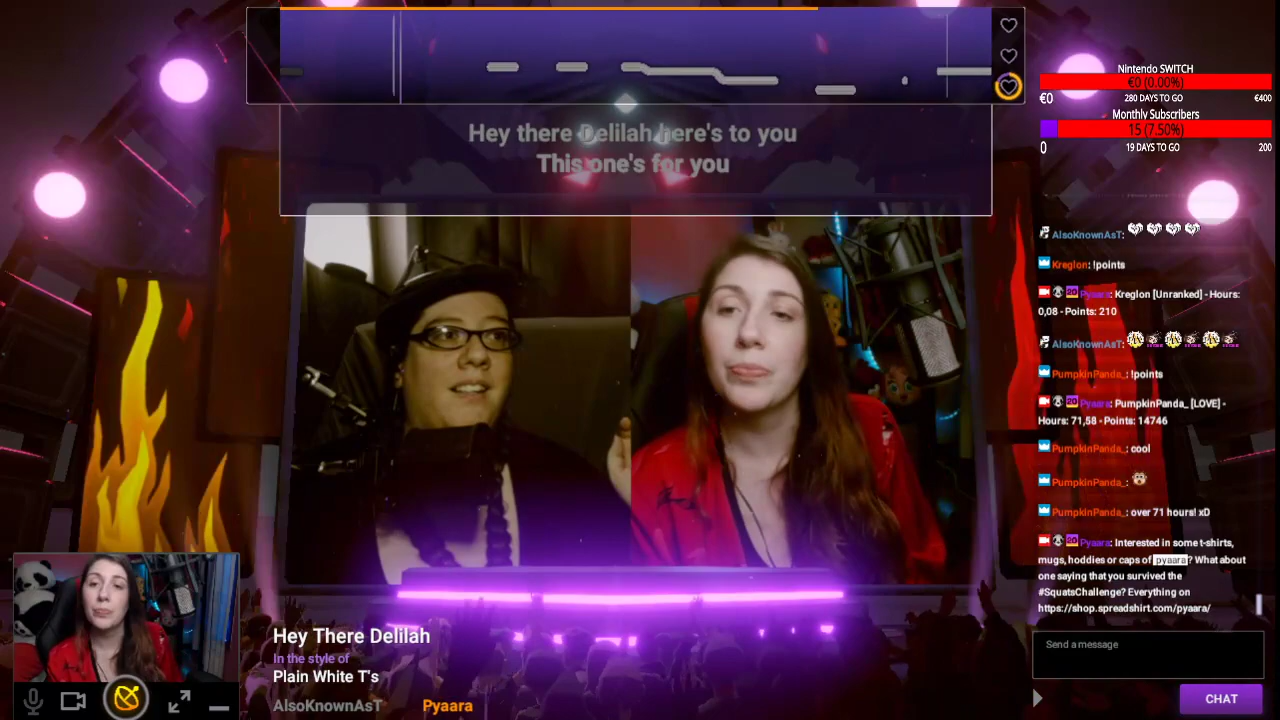 Hey there Delilah here's to you
This one's for you
Nintendo SWITCH
€0 (0.00%)
€0 280 DAYS TO GO €400
Monthly Subscribers
15 (7.50%)
0 19 DAYS TO GO 200
AlsoKnownAsT:
Kreglon: !points
Pyaara: Kreglon [Unranked] - Hours:
0,08 - Points: 210
AlsoKnownAsT:
PumpkinPanda_: !points
Pyaara: PumpkinPanda_ [LOVE] -
Hours: 71,58 - Points: 14746
PumpkinPanda_: cool
PumpkinPanda_:
PumpkinPanda_: over 71 hours! xD
Pyaara: Interested in some t-shirts,
mugs, hoddies or caps of pyaara? What about
one saying that you survived the
#SquatsChallenge? Everything on
https://shop.spreadshirt.com/pyaara/
Send a message
CHAT
Hey There Delilah
In the style of
Plain White T's
AlsoKnownAsT Pyaara